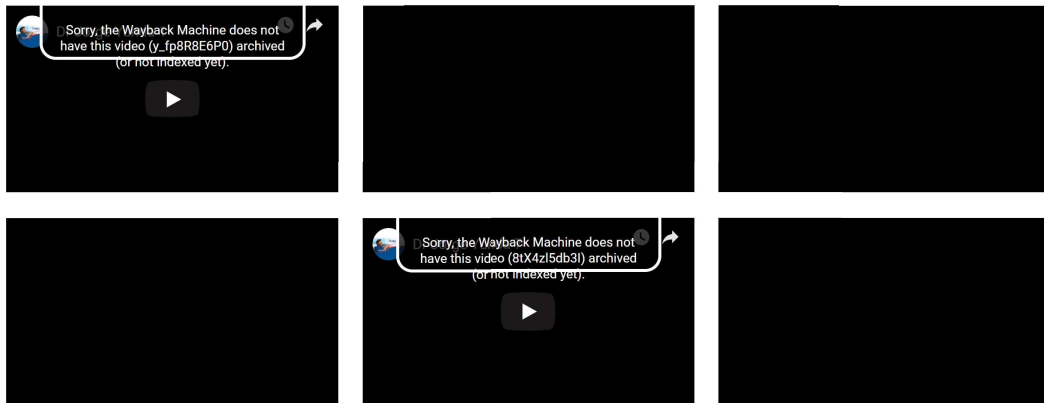 Sorry, the Wayback Machine does not
have this video (y_fp8R8E6P0) archived
(or not indexed yet).
Sorry, the Wayback Machine does not
have this video (8tX4zl5db3I) archived
(or not indexed yet).